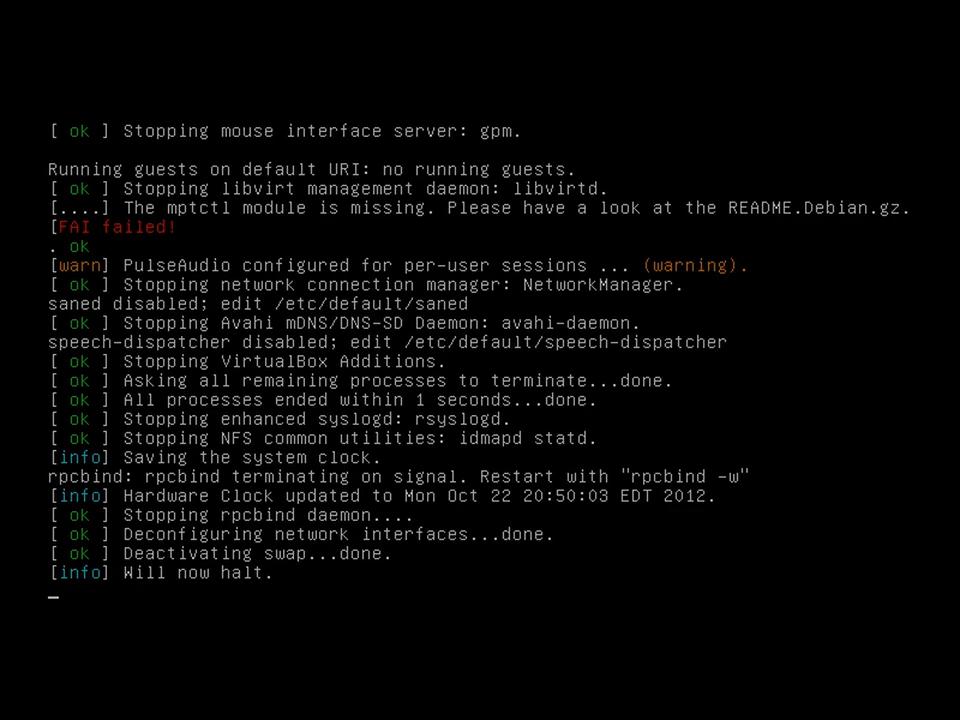 [ ok ] Stopping mouse interface server: gpm.
Running guests on default URI: no running guests.
[ ok ] Stopping libvirt management daemon: libvirtd.
[....] The mptctl module is missing. Please have a look at the README.Debian.gz.
[FAI failed!
. ok
[warn] PulseAudio configured for per-user sessions ... (warning).
[ ok ] Stopping network connection manager: NetworkManager.
saned disabled; edit /etc/default/saned
[ ok ] Stopping Avahi mDNS/DNS-SD Daemon: avahi-daemon.
speech-dispatcher disabled; edit /etc/default/speech-dispatcher
[ ok ] Stopping VirtualBox Additions.
[ ok ] Asking all remaining processes to terminate...done.
[ ok ] All processes ended within 1 seconds...done.
[ ok ] Stopping enhanced syslogd: rsyslogd.
[ ok ] Stopping NFS common utilities: idmapd statd.
[info] Saving the system clock.
rpcbind: rpcbind terminating on signal. Restart with "rpcbind -w"
[info] Hardware Clock updated to Mon Oct 22 20:50:03 EDT 2012.
[ ok ] Stopping rpcbind daemon....
[ ok ] Deconfiguring network interfaces...done.
[ ok ] Deactivating swap...done.
[info] Will now halt.